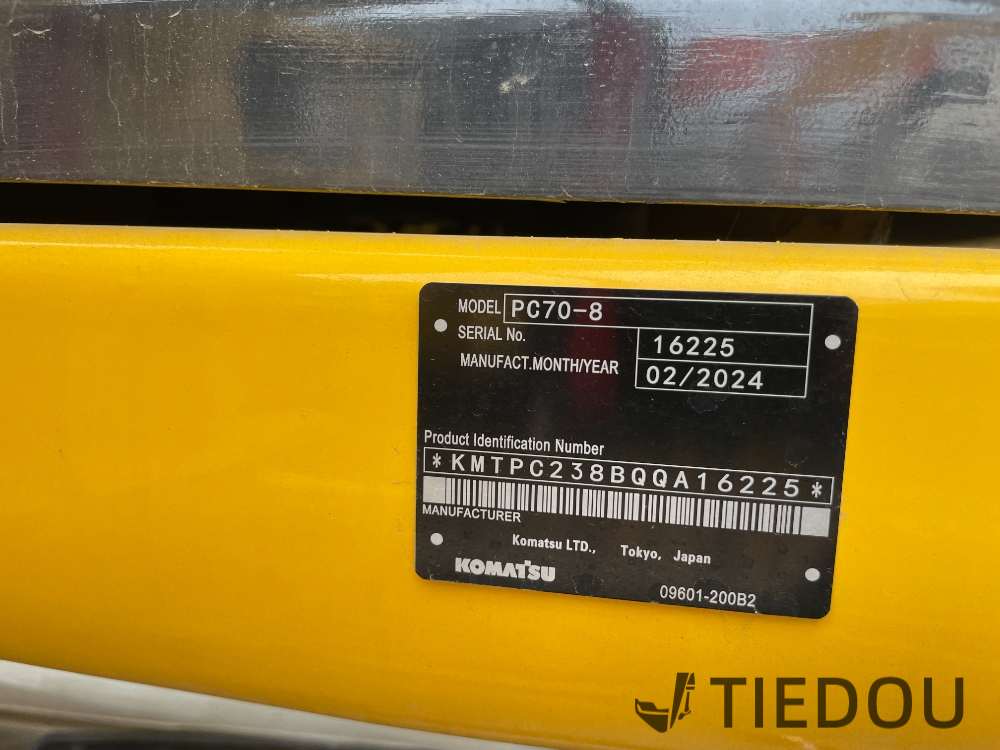 MODEL PC70-8
SERIAL No. 16225
MANUFACT.MONTH/YEAR 02/2024
Product Identification Number
*KMTPC238BQQA16225*
MANUFACTURER
Komatsu LTD., Tokyo, Japan
KOMATSU
09601-200B2
TIEDOU